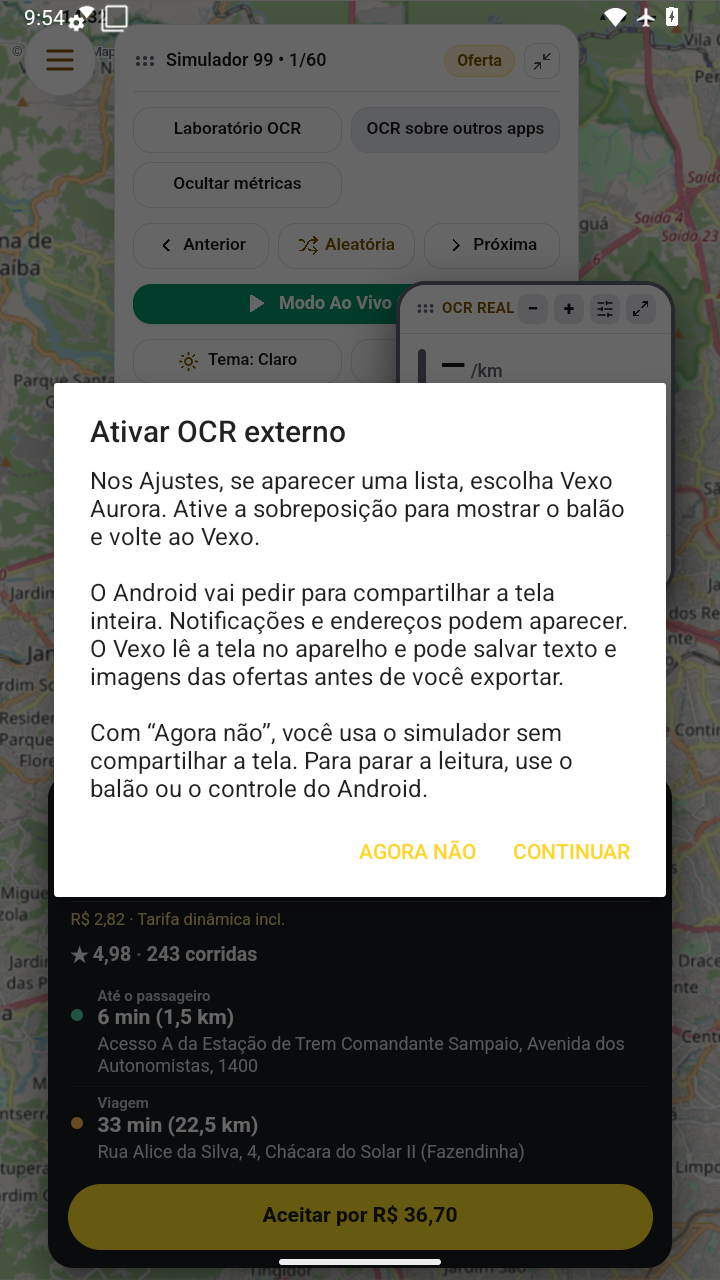 9:54
Simulador 99 • 1/60
Oferta
Laboratório OCR
OCR sobre outros apps
Ocultar métricas
Anterior
Aleatória
Próxima
Modo Ao Vivo
Tema: Claro
OCR REAL
− +
— /km
Ativar OCR externo
Nos Ajustes, se aparecer uma lista, escolha Vexo
Aurora. Ative a sobreposição para mostrar o balão
e volte ao Vexo.
O Android vai pedir para compartilhar a tela
inteira. Notificações e endereços podem aparecer.
O Vexo lê a tela no aparelho e pode salvar texto e
imagens das ofertas antes de você exportar.
Com “Agora não”, você usa o simulador sem
compartilhar a tela. Para parar a leitura, use o
balão ou o controle do Android.
AGORA NÃO
CONTINUAR
R$ 2,82 · Tarifa dinâmica incl.
★ 4,98 · 243 corridas
Até o passageiro
6 min (1,5 km)
Acesso A da Estação de Trem Comandante Sampaio, Avenida dos
Autonomistas, 1400
Viagem
33 min (22,5 km)
Rua Alice da Silva, 4, Chácara do Solar II (Fazendinha)
Aceitar por R$ 36,70
Saída 4
Saída 23